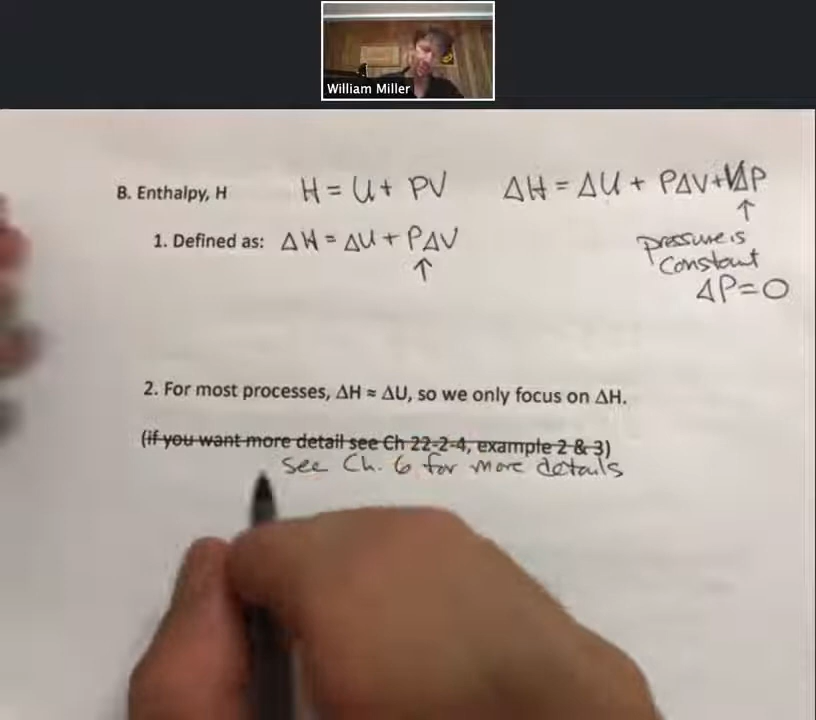 William Miller
B. Enthalpy, H H = U + PV ΔH = ΔU + PΔV + VΔP
↑
1. Defined as: ΔH = ΔU + PΔV
↑
pressure is
constant
ΔP = 0
2. For most processes, ΔH ≈ ΔU, so we only focus on ΔH.
(if you want more detail see Ch 22-2-4, example 2 & 3)
see Ch. 6 for more details